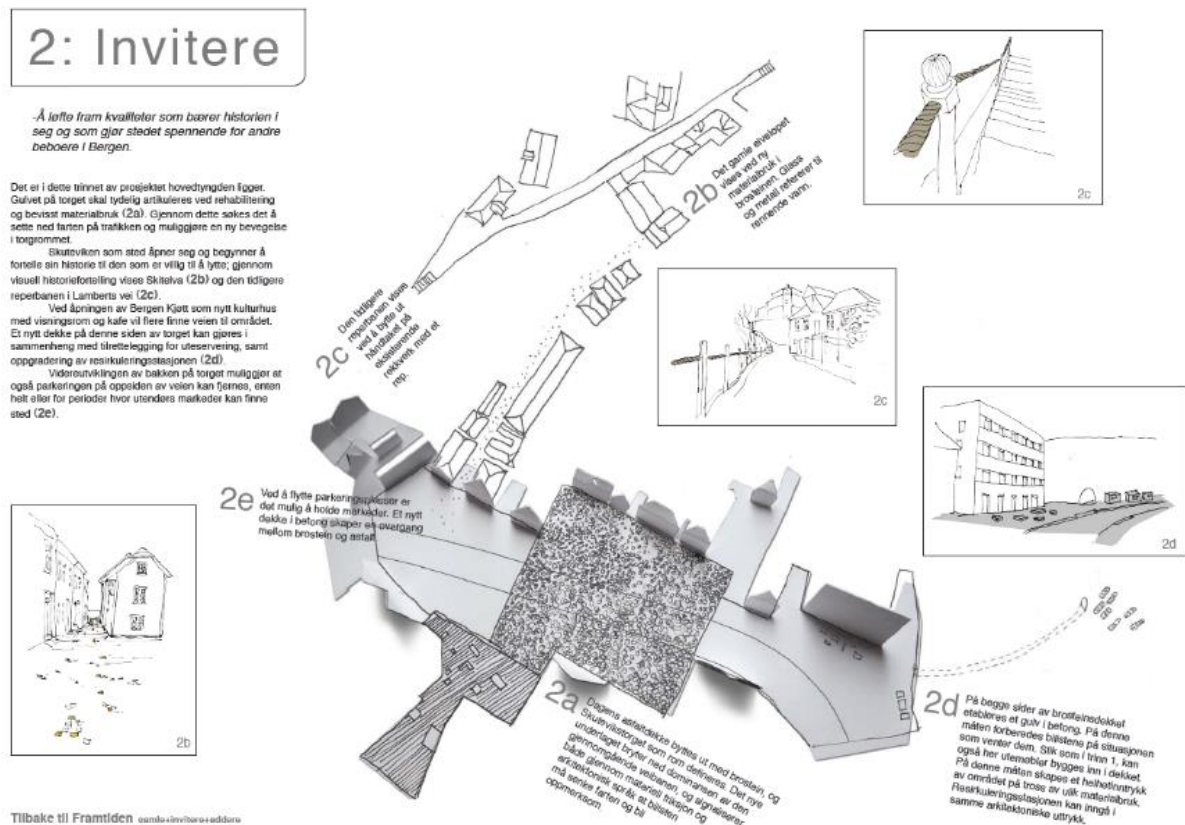 2: Invitere
-Å løfte fram kvaliteter som bærer historien i
seg og som gjør stedet spennende for andre
beboere i Bergen.
Det er i dette trinnet av prosjektet hovedtyngden ligger.
Gulvet på torget skal tydelig artikuleres ved rehabilitering
og bevisst materialbruk (2a). Gjennom dette søkes det å
sette ned farten på trafikken og muliggjøre en ny bevegelse
i torgrommet.
Skuteviken som sted åpner seg og begynner å
fortelle sin historie til den som er villig til å lytte; gjennom
visuell historiefortelling vises Skitelva (2b) og den tidligere
reperbanen i Lamberts vei (2c).
Ved åpningen av Bergen Kjøtt som nytt kulturhus
med visningsrom og kafe vil flere finne veien til området.
Et nytt dekke på denne siden av torget kan gjøres i
sammenheng med tilrettelegging for uteservering, samt
oppgradering av resirkuleringsstasjonen (2d).
Videreutviklingen av bakken på torget muliggjør at
også parkeringen på oppsiden av veien kan fjernes, enten
helt eller for perioder hvor utendørs markeder kan finne
sted (2e).
2b
Det gamle elveløpet
vises ved ny
materialbruk i
brosteinen. Glass
og metall refererer til
rennende vann.
2c
2c
Den tidligere
reperbanen vises
ved å bytte ut
håndtaket på
eksisterende
rekkverk med et
rep.
2c
2d
2e
Ved å flytte parkeringsplasser er
det mulig å holde markeder. Et nytt
dekke i betong skaper en overgang
mellom brostein og asfalt.
2b
2a
Dagens asfaltdekke byttes ut med brostein, og
Skutevikstorget som rom defineres. Det nye
underlaget bryter ned dominansen av den
gjennomgående veibanen, og signaliserer
både gjennom materiell friksjon og
arkitektonisk språk at bilisten
må senke farten og bli
oppmerksom.
2d
På begge sider av brosteinsdekket
etableres et gulv i betong. På denne
måten forberedes bilistene på situasjonen
som venter dem. Slik som i trinn 1, kan
også her utemøbler bygges inn i dekket.
På denne måten skapes et helhetinntrykk
av området på tross av ulik materialbruk.
Resirkuleringsstasjonen kan inngå i
samme arkitektoniske uttrykk.
Tilbake til Framtiden samle+invitere+addere